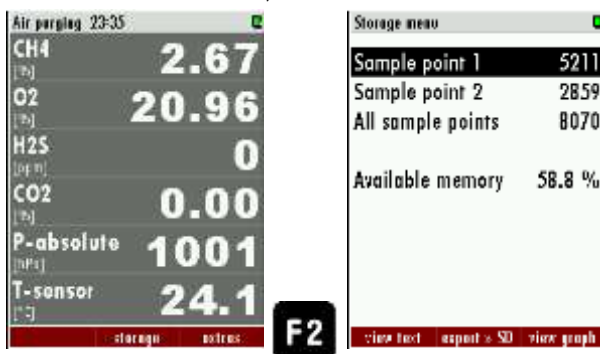 Air purging 23:35
CH4 2.67
[%]
O2 20.96
[%]
H2S 0
[ppm]
CO2 0.00
[%]
P-absolute 1001
[hPa]
T-sensor 24.1
[°C]
storage extras
F2
Storage menu
Sample point 1 5211
Sample point 2 2859
All sample points 8070
Available memory 58.8 %
view text export » SD view graph